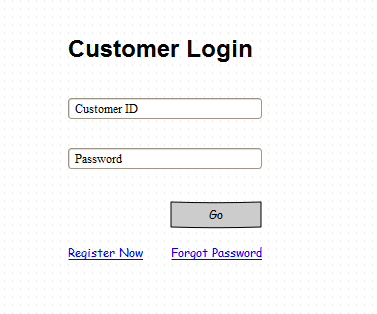 Customer Login
Customer ID
Password
Go
Register Now Forgot Password